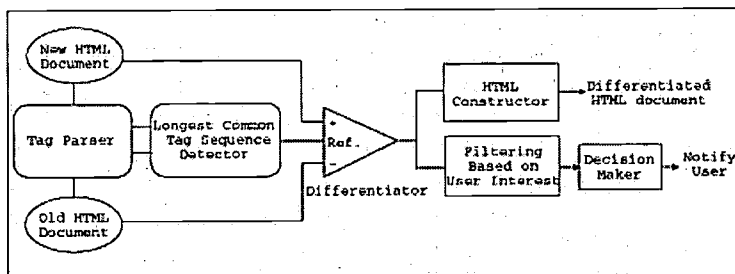 New HTML
Document
Tag Parser
Longest Common
Tag Sequence
Detector
Old HTML
Document
+
Ref.
−
Differentiator
HTML
Constructor
Differentiated
HTML document
Filtering
Based on
User Interest
Decision
Maker
Notify
User